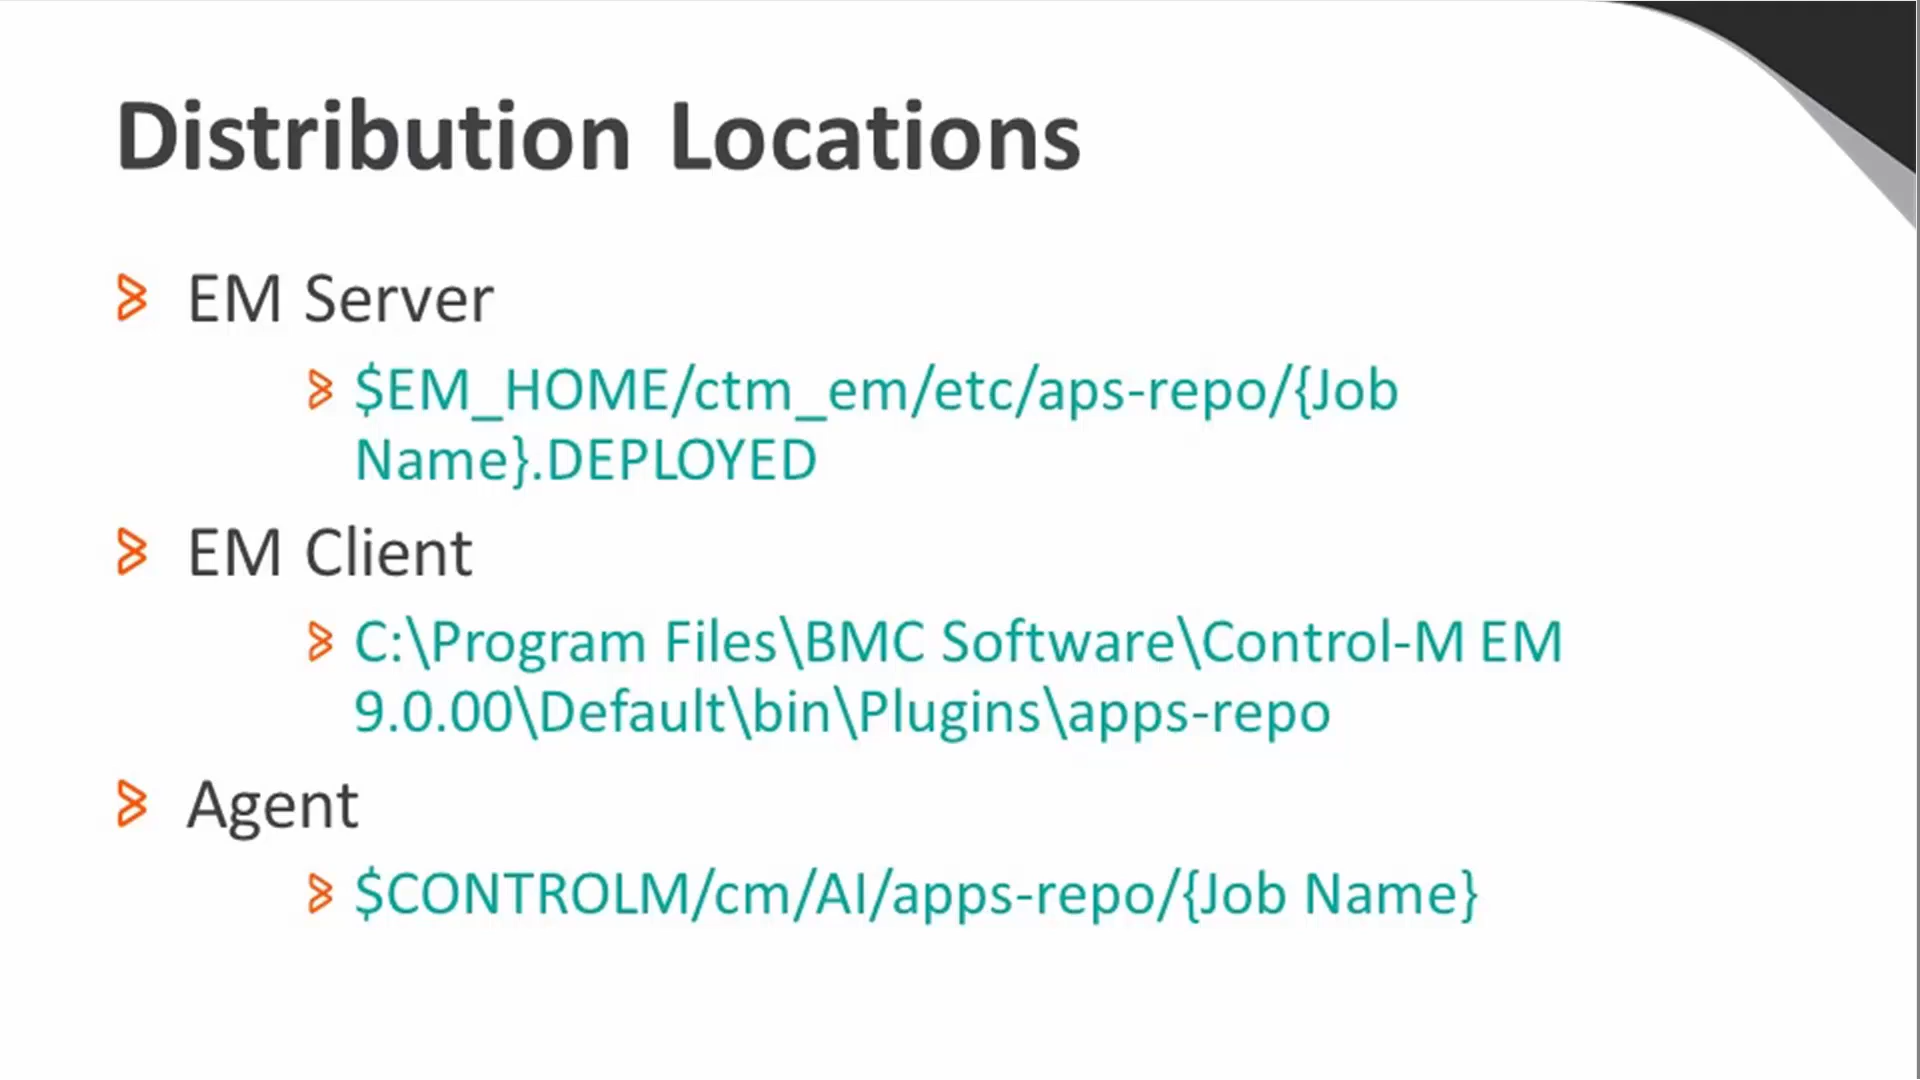 Distribution Locations
EM Server
$EM_HOME/ctm_em/etc/aps-repo/{Job
Name}.DEPLOYED
EM Client
C:\Program Files\BMC Software\Control-M EM
9.0.00\Default\bin\Plugins\apps-repo
Agent
$CONTROLM/cm/AI/apps-repo/{Job Name}